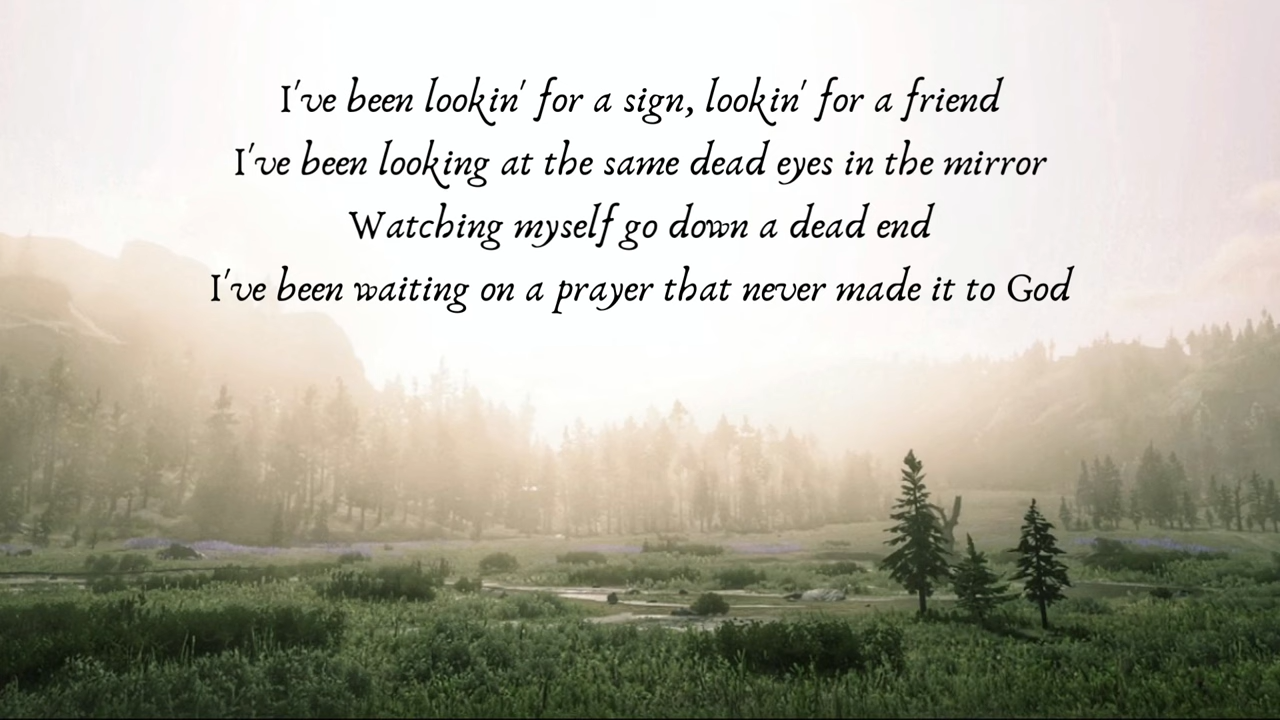 I've been lookin' for a sign, lookin' for a friend
I've been looking at the same dead eyes in the mirror
Watching myself go down a dead end
I've been waiting on a prayer that never made it to God